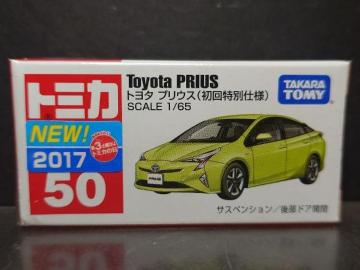 トミカ
Toyota PRIUS
トヨタ プリウス(初回特別仕様)
SCALE 1/65
TAKARA
TOMY
NEW!
2017
50
PRIUS
サスペンション/後部ドア開閉